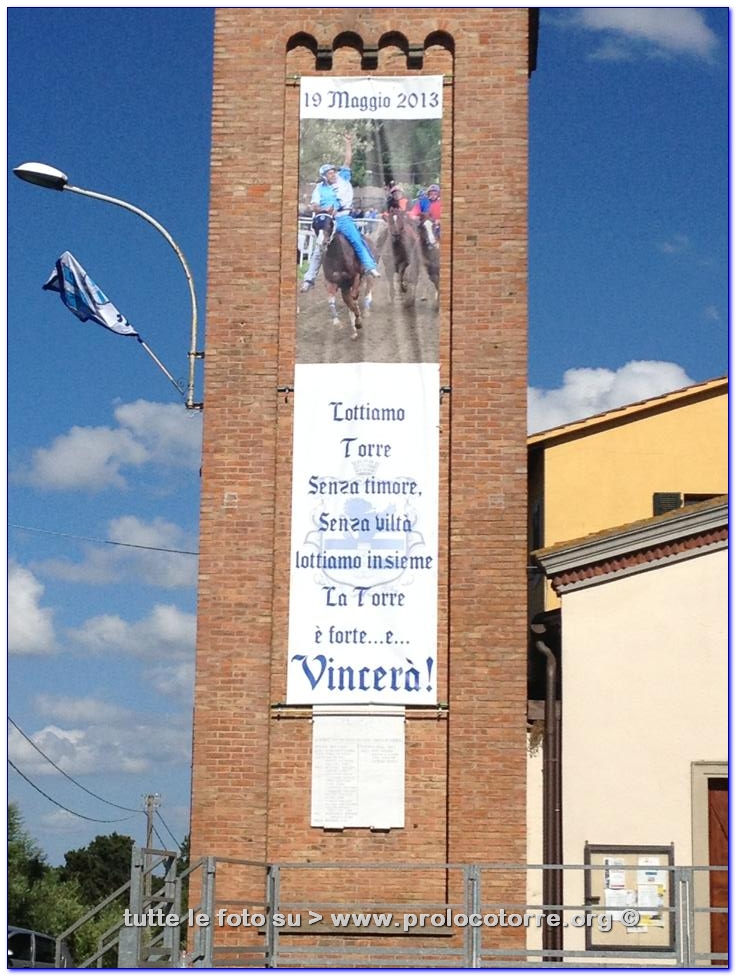 19 Maggio 2013
Lottiamo
Torre
Senza timore,
Senza viltà
lottiamo insieme
La Torre
è forte...e...
Vincerà!
tutte le foto su > www.prolocotorre.org ©